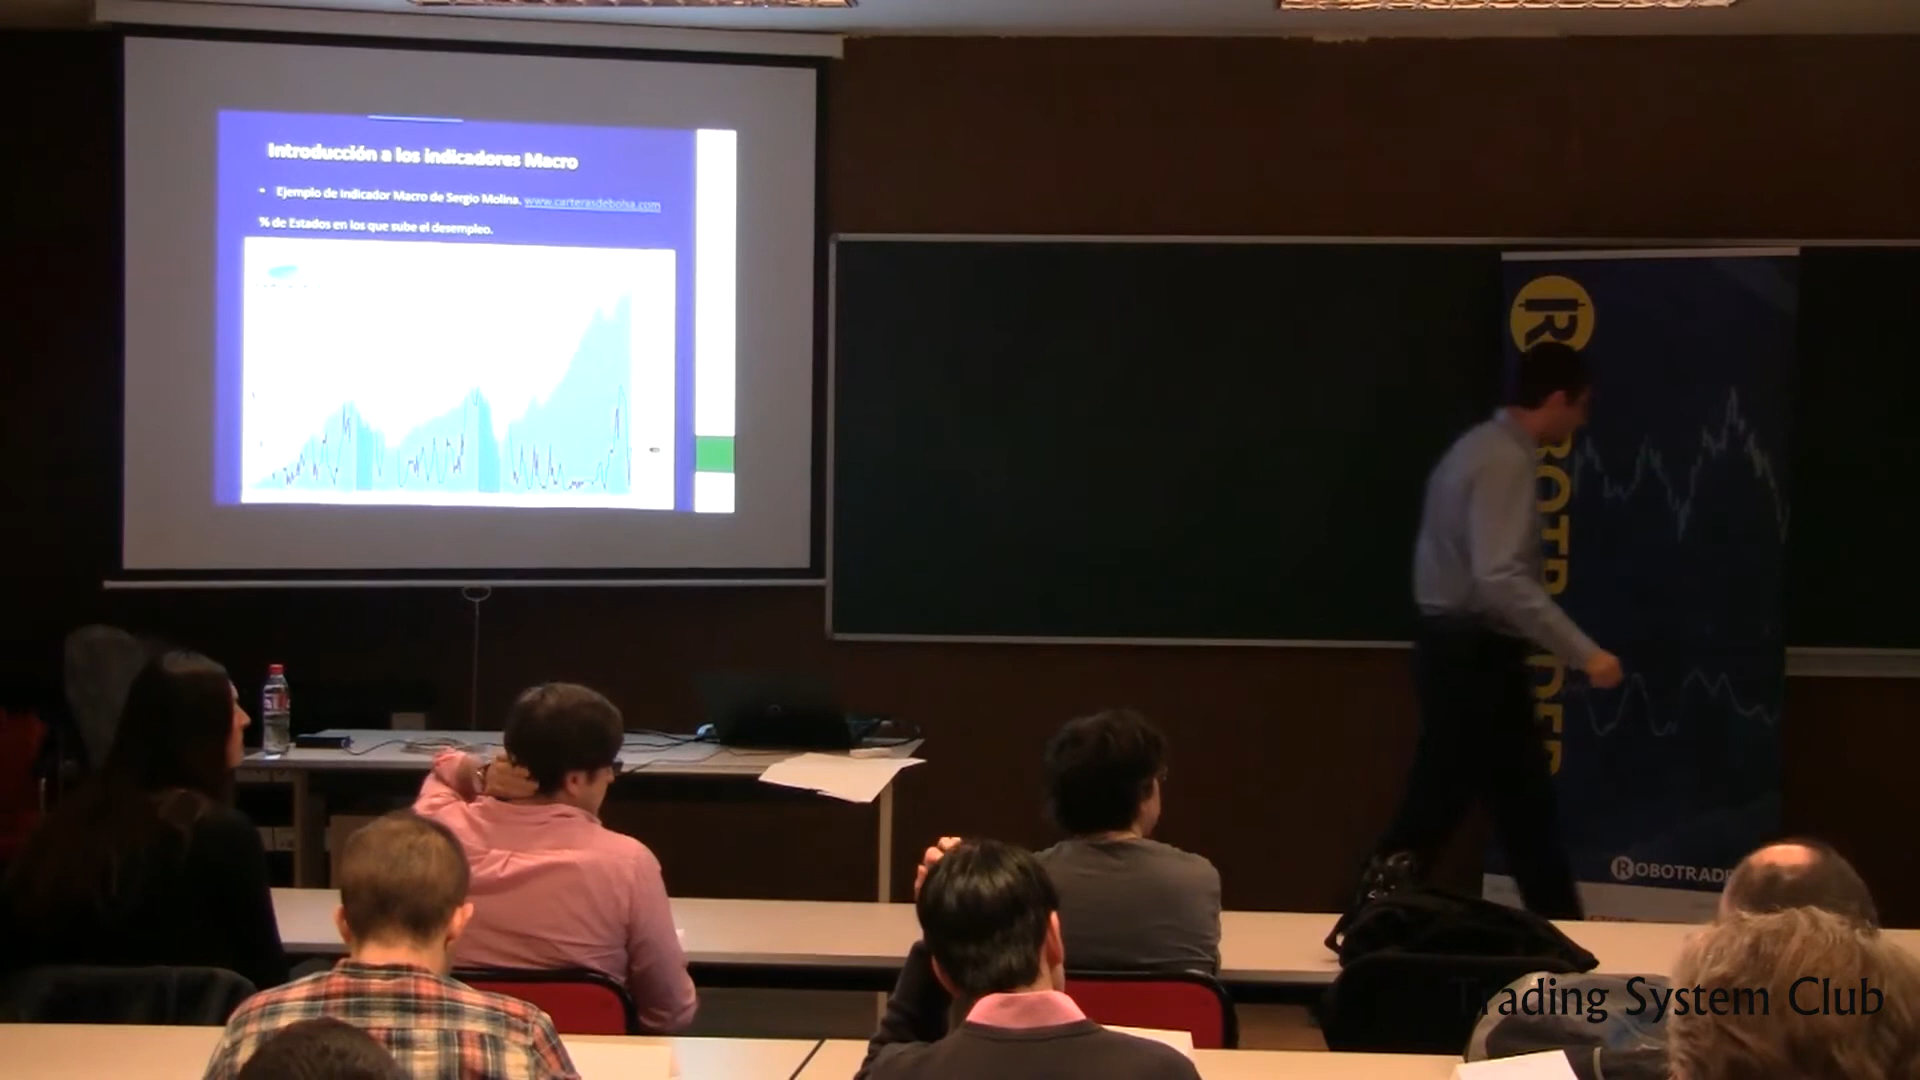 Introducción a los indicadores Macro
Ejemplo de Indicador Macro de Sergio Molina. www.carterasdebolsa.com
% de Estados en los que sube el desempleo.
Trading System Club